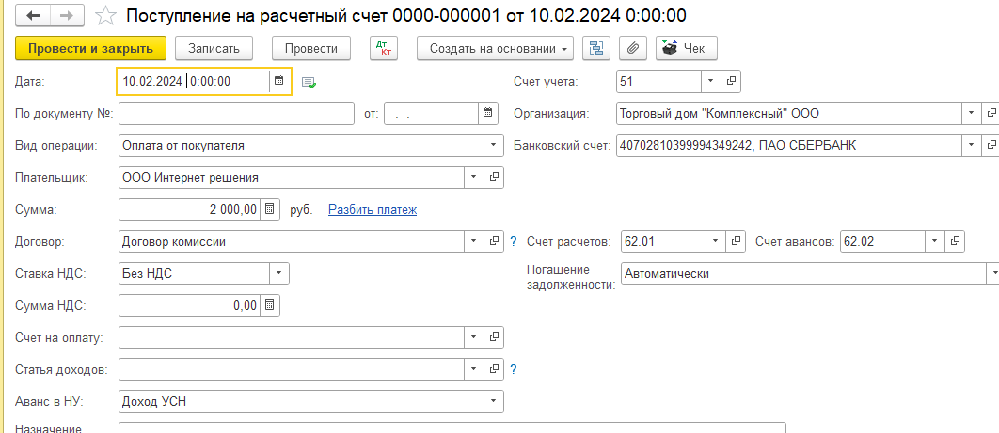 Поступление на расчетный счет 0000-000001 от 10.02.2024 0:00:00
Провести и закрыть Записать Провести Дт Кт Создать на основании Чек
Дата: 10.02.2024 0:00:00 Счет учета: 51
По документу №: от: . . Организация: Торговый дом "Комплексный" ООО
Вид операции: Оплата от покупателя Банковский счет: 40702810399994349242, ПАО СБЕРБАНК
Плательщик: ООО Интернет решения
Сумма: 2 000,00 руб. Разбить платеж
Договор: Договор комиссии ? Счет расчетов: 62.01 Счет авансов: 62.02
Ставка НДС: Без НДС Погашение задолженности: Автоматически
Сумма НДС: 0,00
Счет на оплату:
Статья доходов: ?
Аванс в НУ: Доход УСН
Назначение